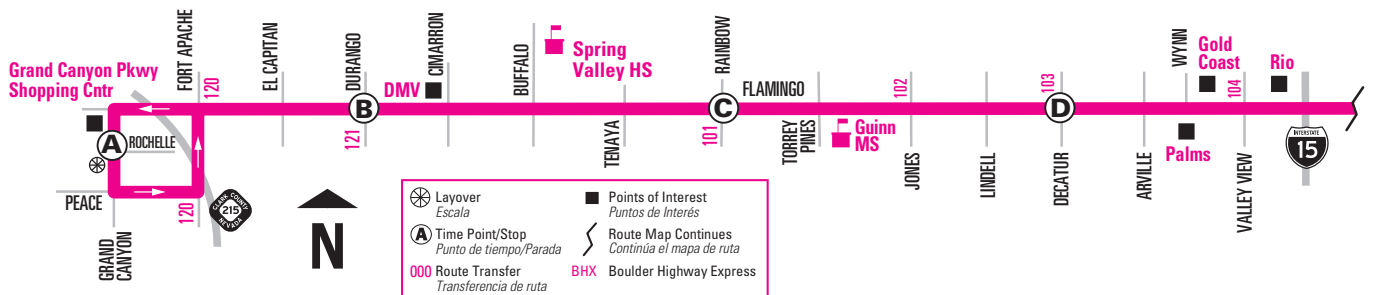 Grand Canyon Pkwy
Shopping Cntr
FORT APACHE
120
EL CAPITAN
DURANGO
B
121
DMV
CIMARRON
BUFFALO
Spring
Valley HS
TENAYA
RAINBOW
C
101
FLAMINGO
TORREY
PINES
Guinn
MS
102
JONES
LINDELL
103
D
DECATUR
ARVILLE
WYNN
Palms
Gold
Coast
104
VALLEY VIEW
Rio
INTERSTATE
15
A
ROCHELLE
PEACE
GRAND
CANYON
120
CLARK COUNTY
215
NEVADA
N
Layover
Escala
A Time Point/Stop
Punto de tiempo/Parada
000 Route Transfer
Transferencia de ruta
Points of Interest
Puntos de Interés
Route Map Continues
Continúa el mapa de ruta
BHX Boulder Highway Express